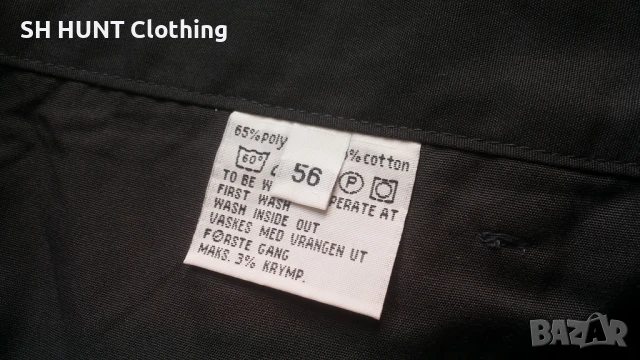 SH HUNT Clothing
65% poly % cotton
60° P
56
TO BE W PERATE AT
FIRST WASH
WASH INSIDE OUT
VASKES MED VRANGEN UT
FØRSTE GANG
MAKS. 3% KRYMP.
BAZAR